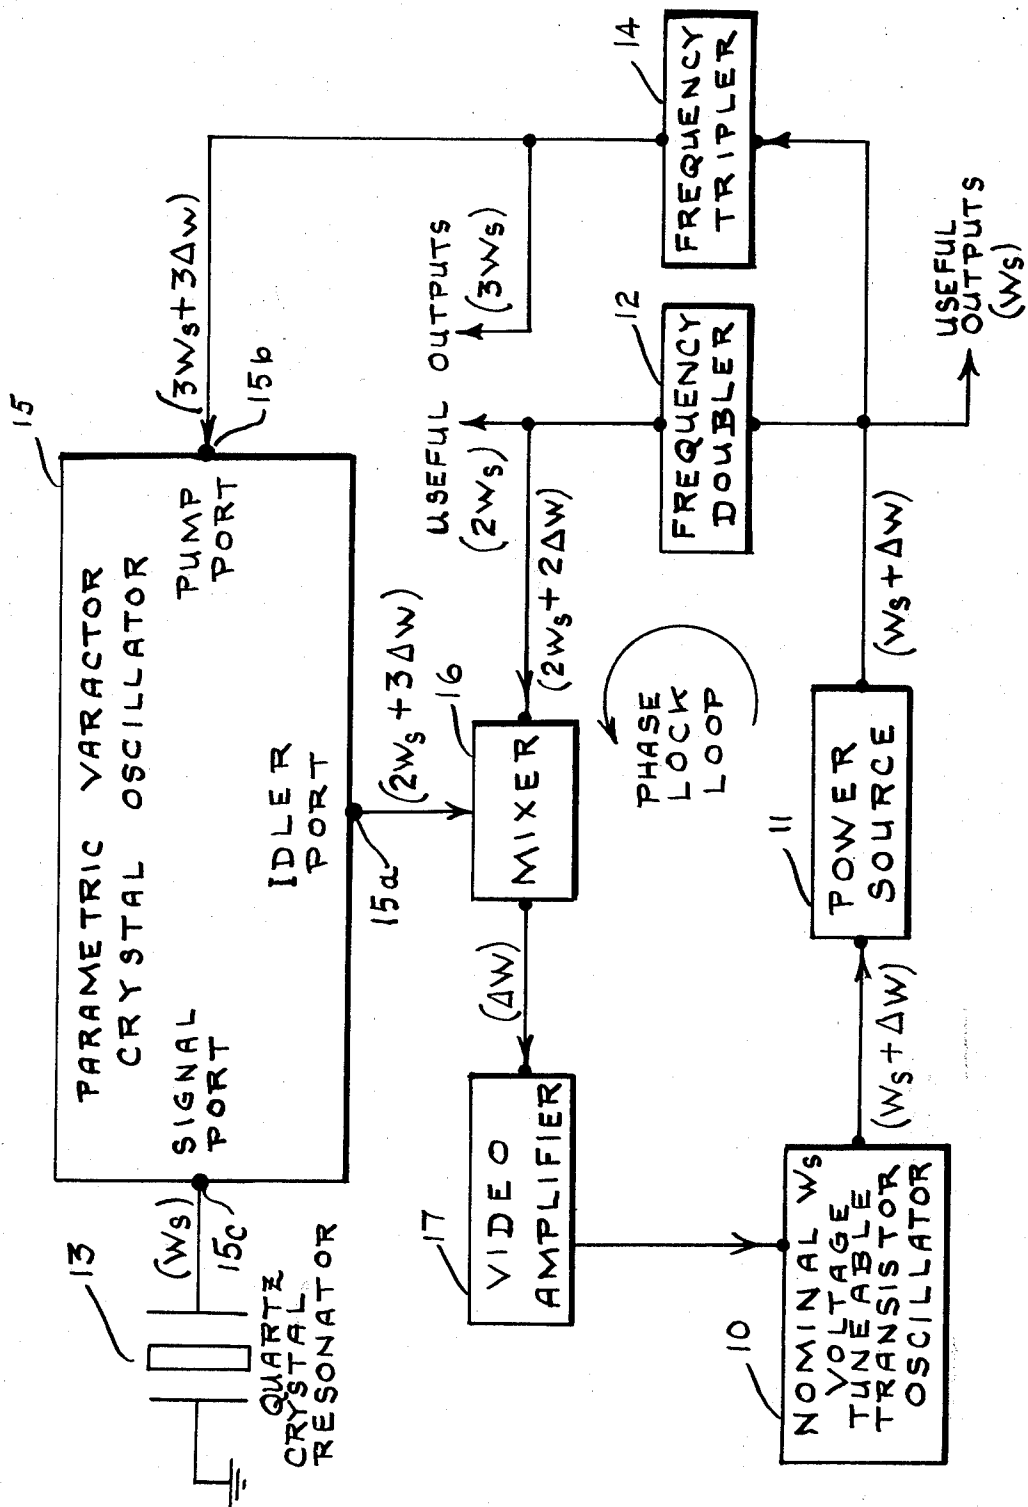 15
PARAMETRIC VARACTOR
CRYSTAL OSCILLATOR
SIGNAL
PORT
PUMP
PORT
IDLER
PORT
13
(Ws)
15c
QUARTZ
CRYSTAL
RESONATOR
15b
(3Ws + 3Δw)
15a
(2Ws + 3Δw)
USEFUL OUTPUTS
(2Ws)
(3Ws)
17
VIDEO
AMPLIFIER
(Δw)
16
MIXER
(2Ws + 2Δw)
12
FREQUENCY
DOUBLER
14
FREQUENCY
TRIPLER
PHASE
LOCK
LOOP
10
NOMINAL Ws
VOLTAGE
TUNEABLE
TRANSISTOR
OSCILLATOR
(Ws + Δw)
11
POWER
SOURCE
(Ws + Δw)
USEFUL
OUTPUTS
(Ws)